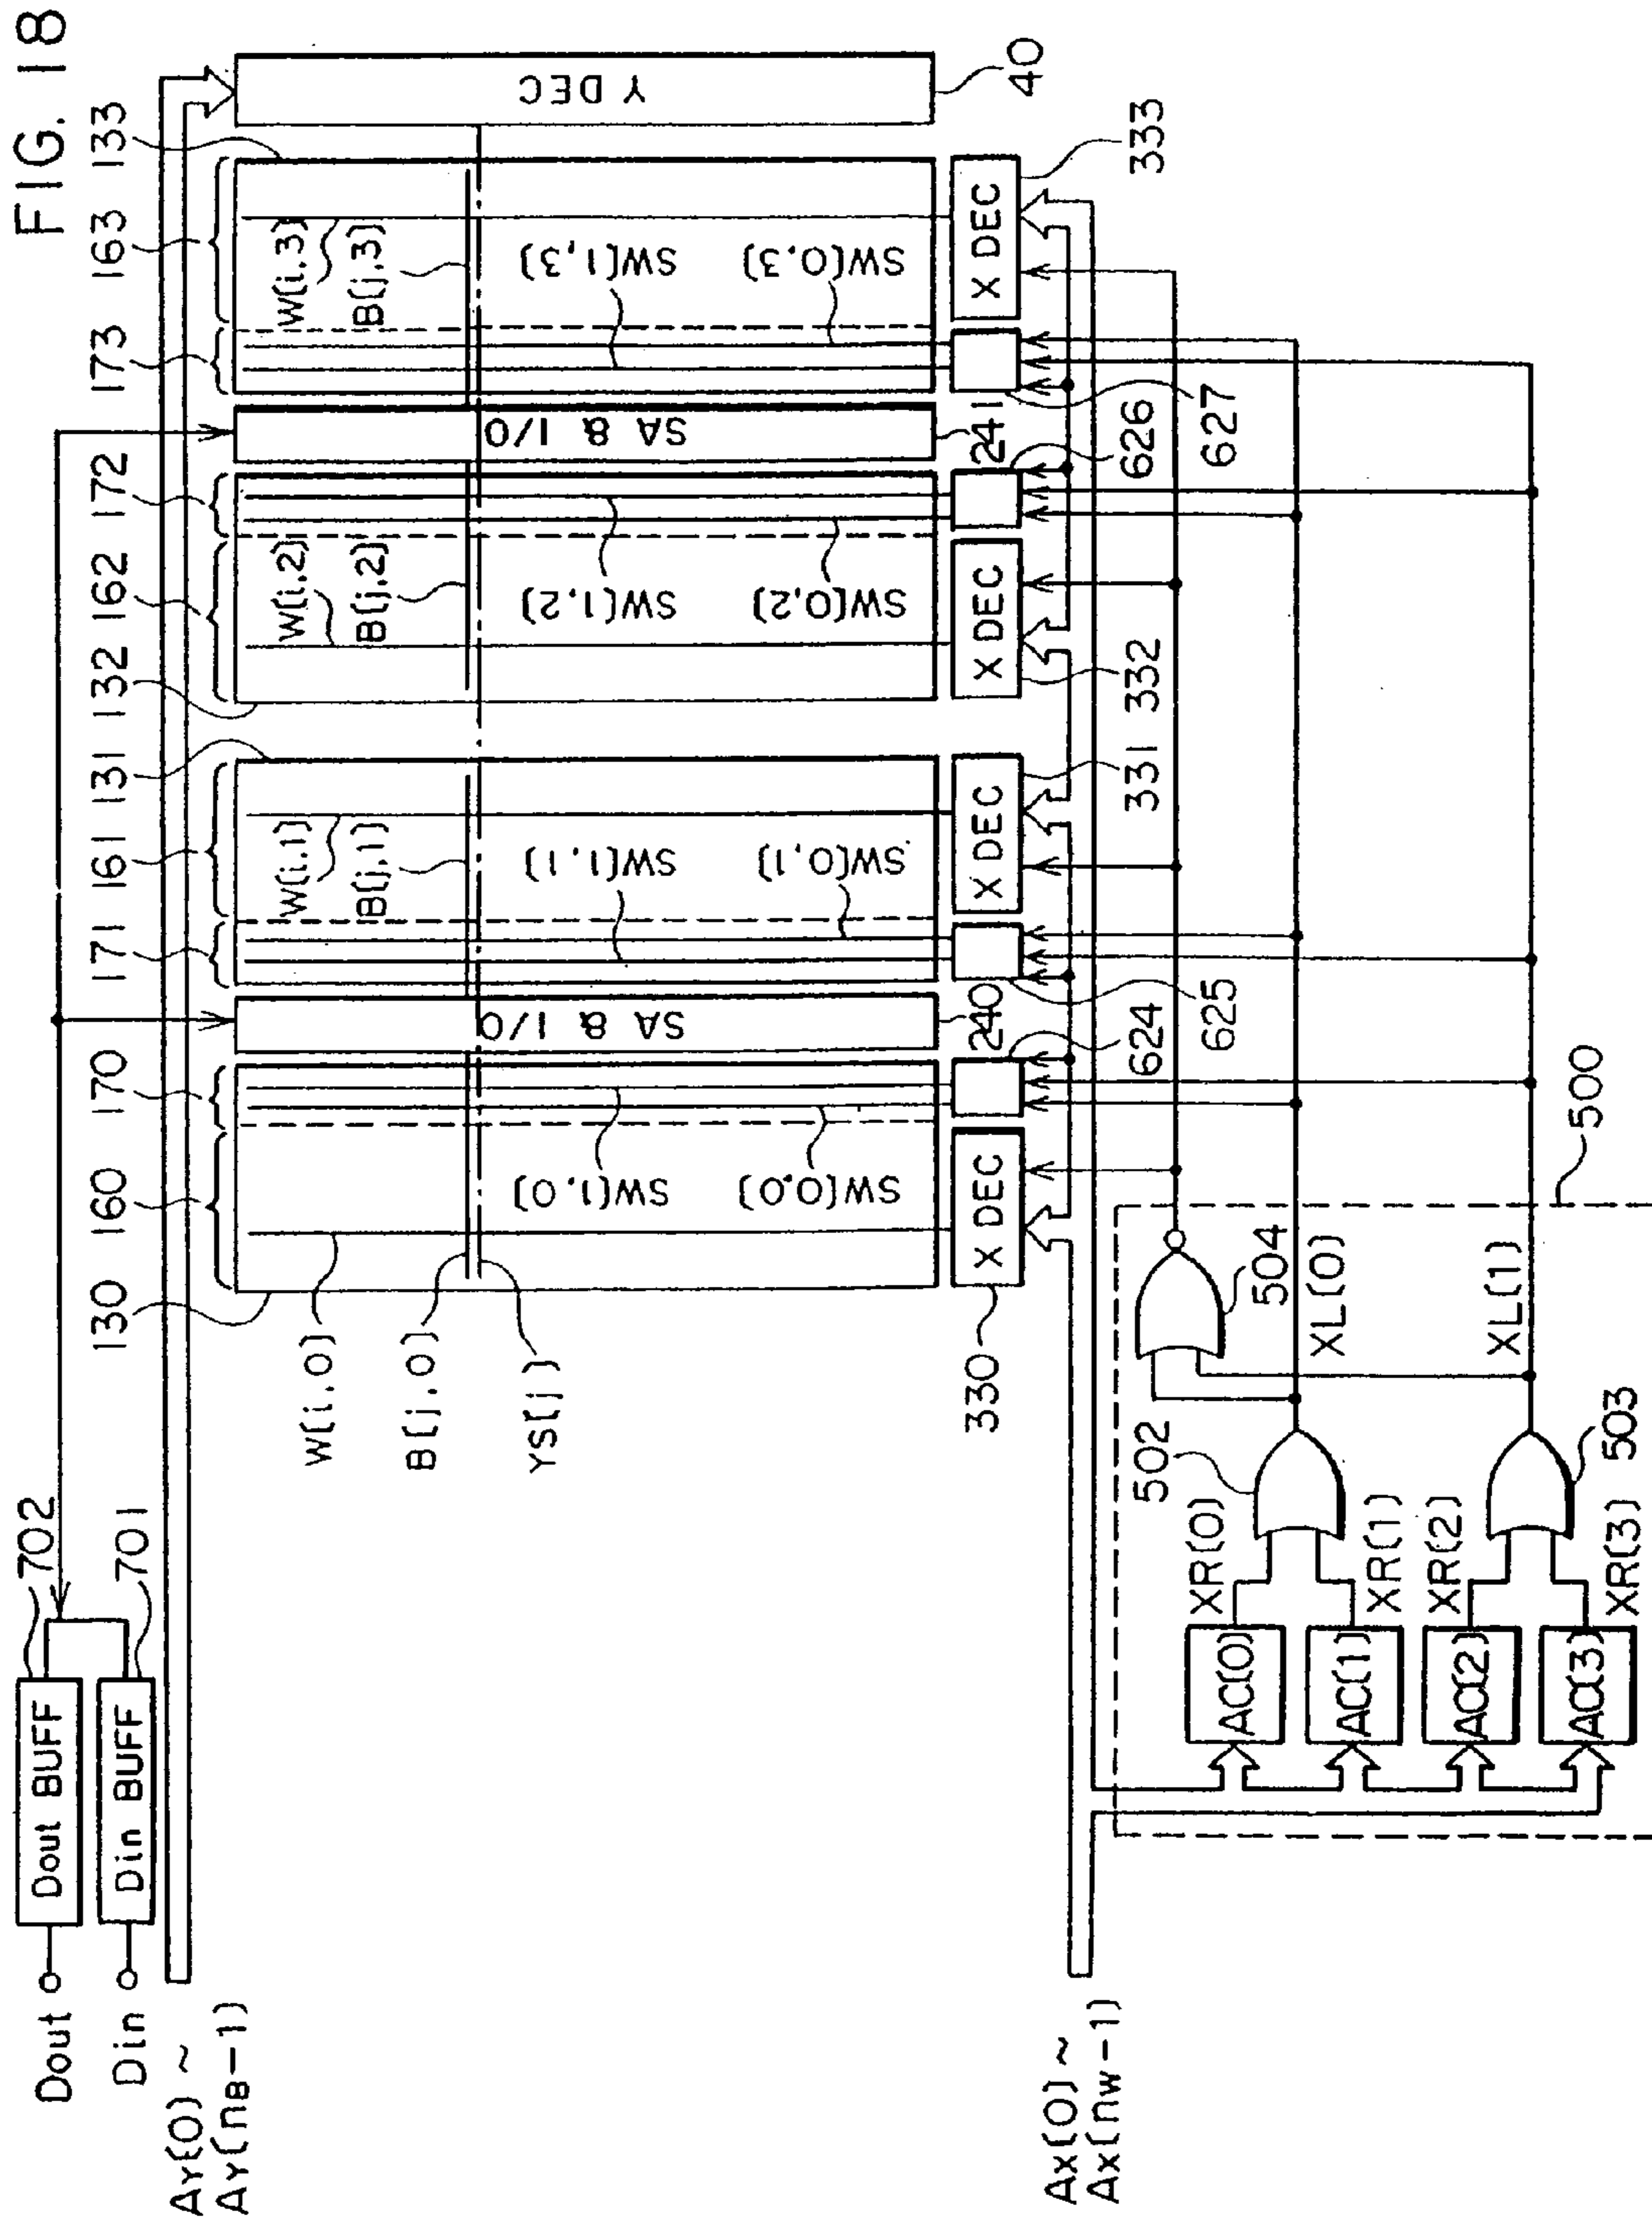 FIG. 18
Dout
Dout BUFF
702
Din
Din BUFF
701
AY(0) ~
AY(nB-1)
130
160
170
171
161
131
132
162
172
173
163
133
W(i,0)
B(j,0)
YS(j)
SW(1,0)
SW(0,0)
SA & I/O
W(i,1)
B(j,1)
SW(1,1)
SW(0,1)
W(i,2)
B(j,2)
SW(1,2)
SW(0,2)
SA & I/O
W(i,3)
B(j,3)
SW(1,3)
SW(0,3)
Y DEC
40
330
X DEC
240
624
625
X DEC
331
X DEC
332
241
626
627
X DEC
333
AX(0) ~
AX(nW-1)
500
504
502
503
XL(0)
XL(1)
AC(0)
XR(0)
AC(1)
XR(1)
AC(2)
XR(2)
AC(3)
XR(3)